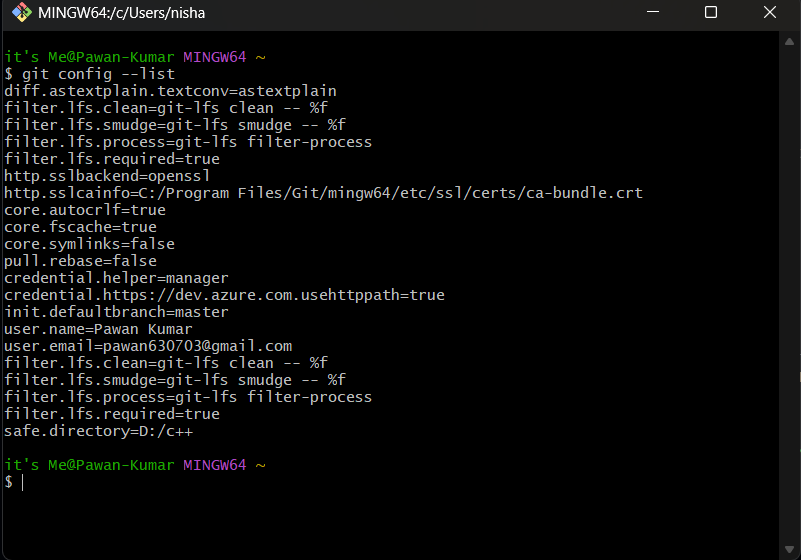 MINGW64:/c/Users/nisha
it's Me@Pawan-Kumar MINGW64 ~
$ git config --list
diff.astextplain.textconv=astextplain
filter.lfs.clean=git-lfs clean -- %f
filter.lfs.smudge=git-lfs smudge -- %f
filter.lfs.process=git-lfs filter-process
filter.lfs.required=true
http.sslbackend=openssl
http.sslcainfo=C:/Program Files/Git/mingw64/etc/ssl/certs/ca-bundle.crt
core.autocrlf=true
core.fscache=true
core.symlinks=false
pull.rebase=false
credential.helper=manager
credential.https://dev.azure.com.usehttppath=true
init.defaultbranch=master
user.name=Pawan Kumar
user.email=pawan630703@gmail.com
filter.lfs.clean=git-lfs clean -- %f
filter.lfs.smudge=git-lfs smudge -- %f
filter.lfs.process=git-lfs filter-process
filter.lfs.required=true
safe.directory=D:/c++
it's Me@Pawan-Kumar MINGW64 ~
$